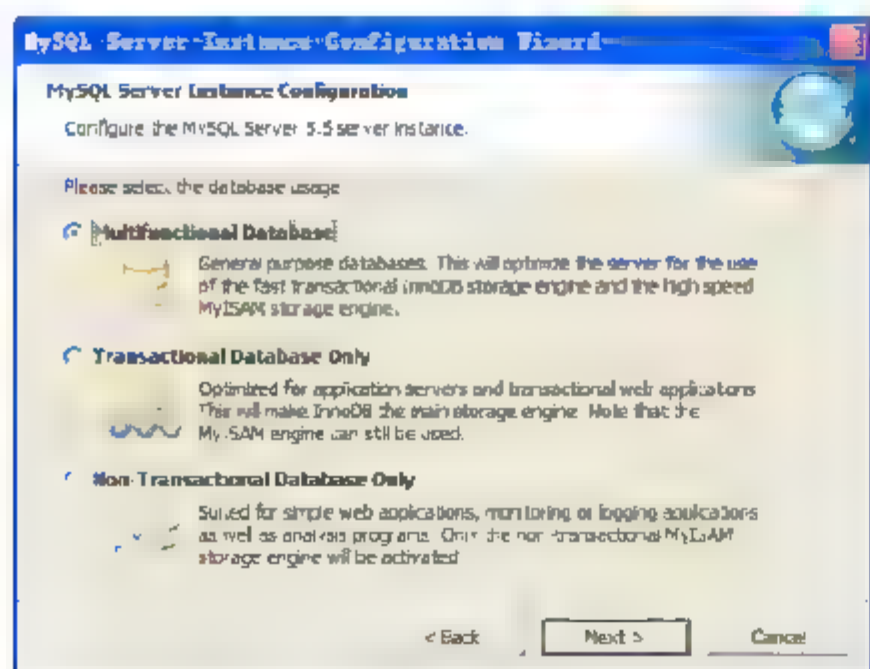 MySQL Server Instance Configuration Wizard
MySQL Server Instance Configuration
Configure the MySQL Server 5.5 server instance.
Please select the database usage
Multifunctional Database
General purpose databases. This will optimize the server for the use
of the fast transactional InnoDB storage engine and the high speed
MyISAM storage engine.
Transactional Database Only
Optimized for application servers and transactional web applications
This will make InnoDB the main storage engine. Note that the
MyISAM engine can still be used.
Non-Transactional Database Only
Suited for simple web applications, monitoring or logging applications
as well as analysis programs. Only the non-transactional MyISAM
storage engine will be activated
< Back
Next >
Cancel